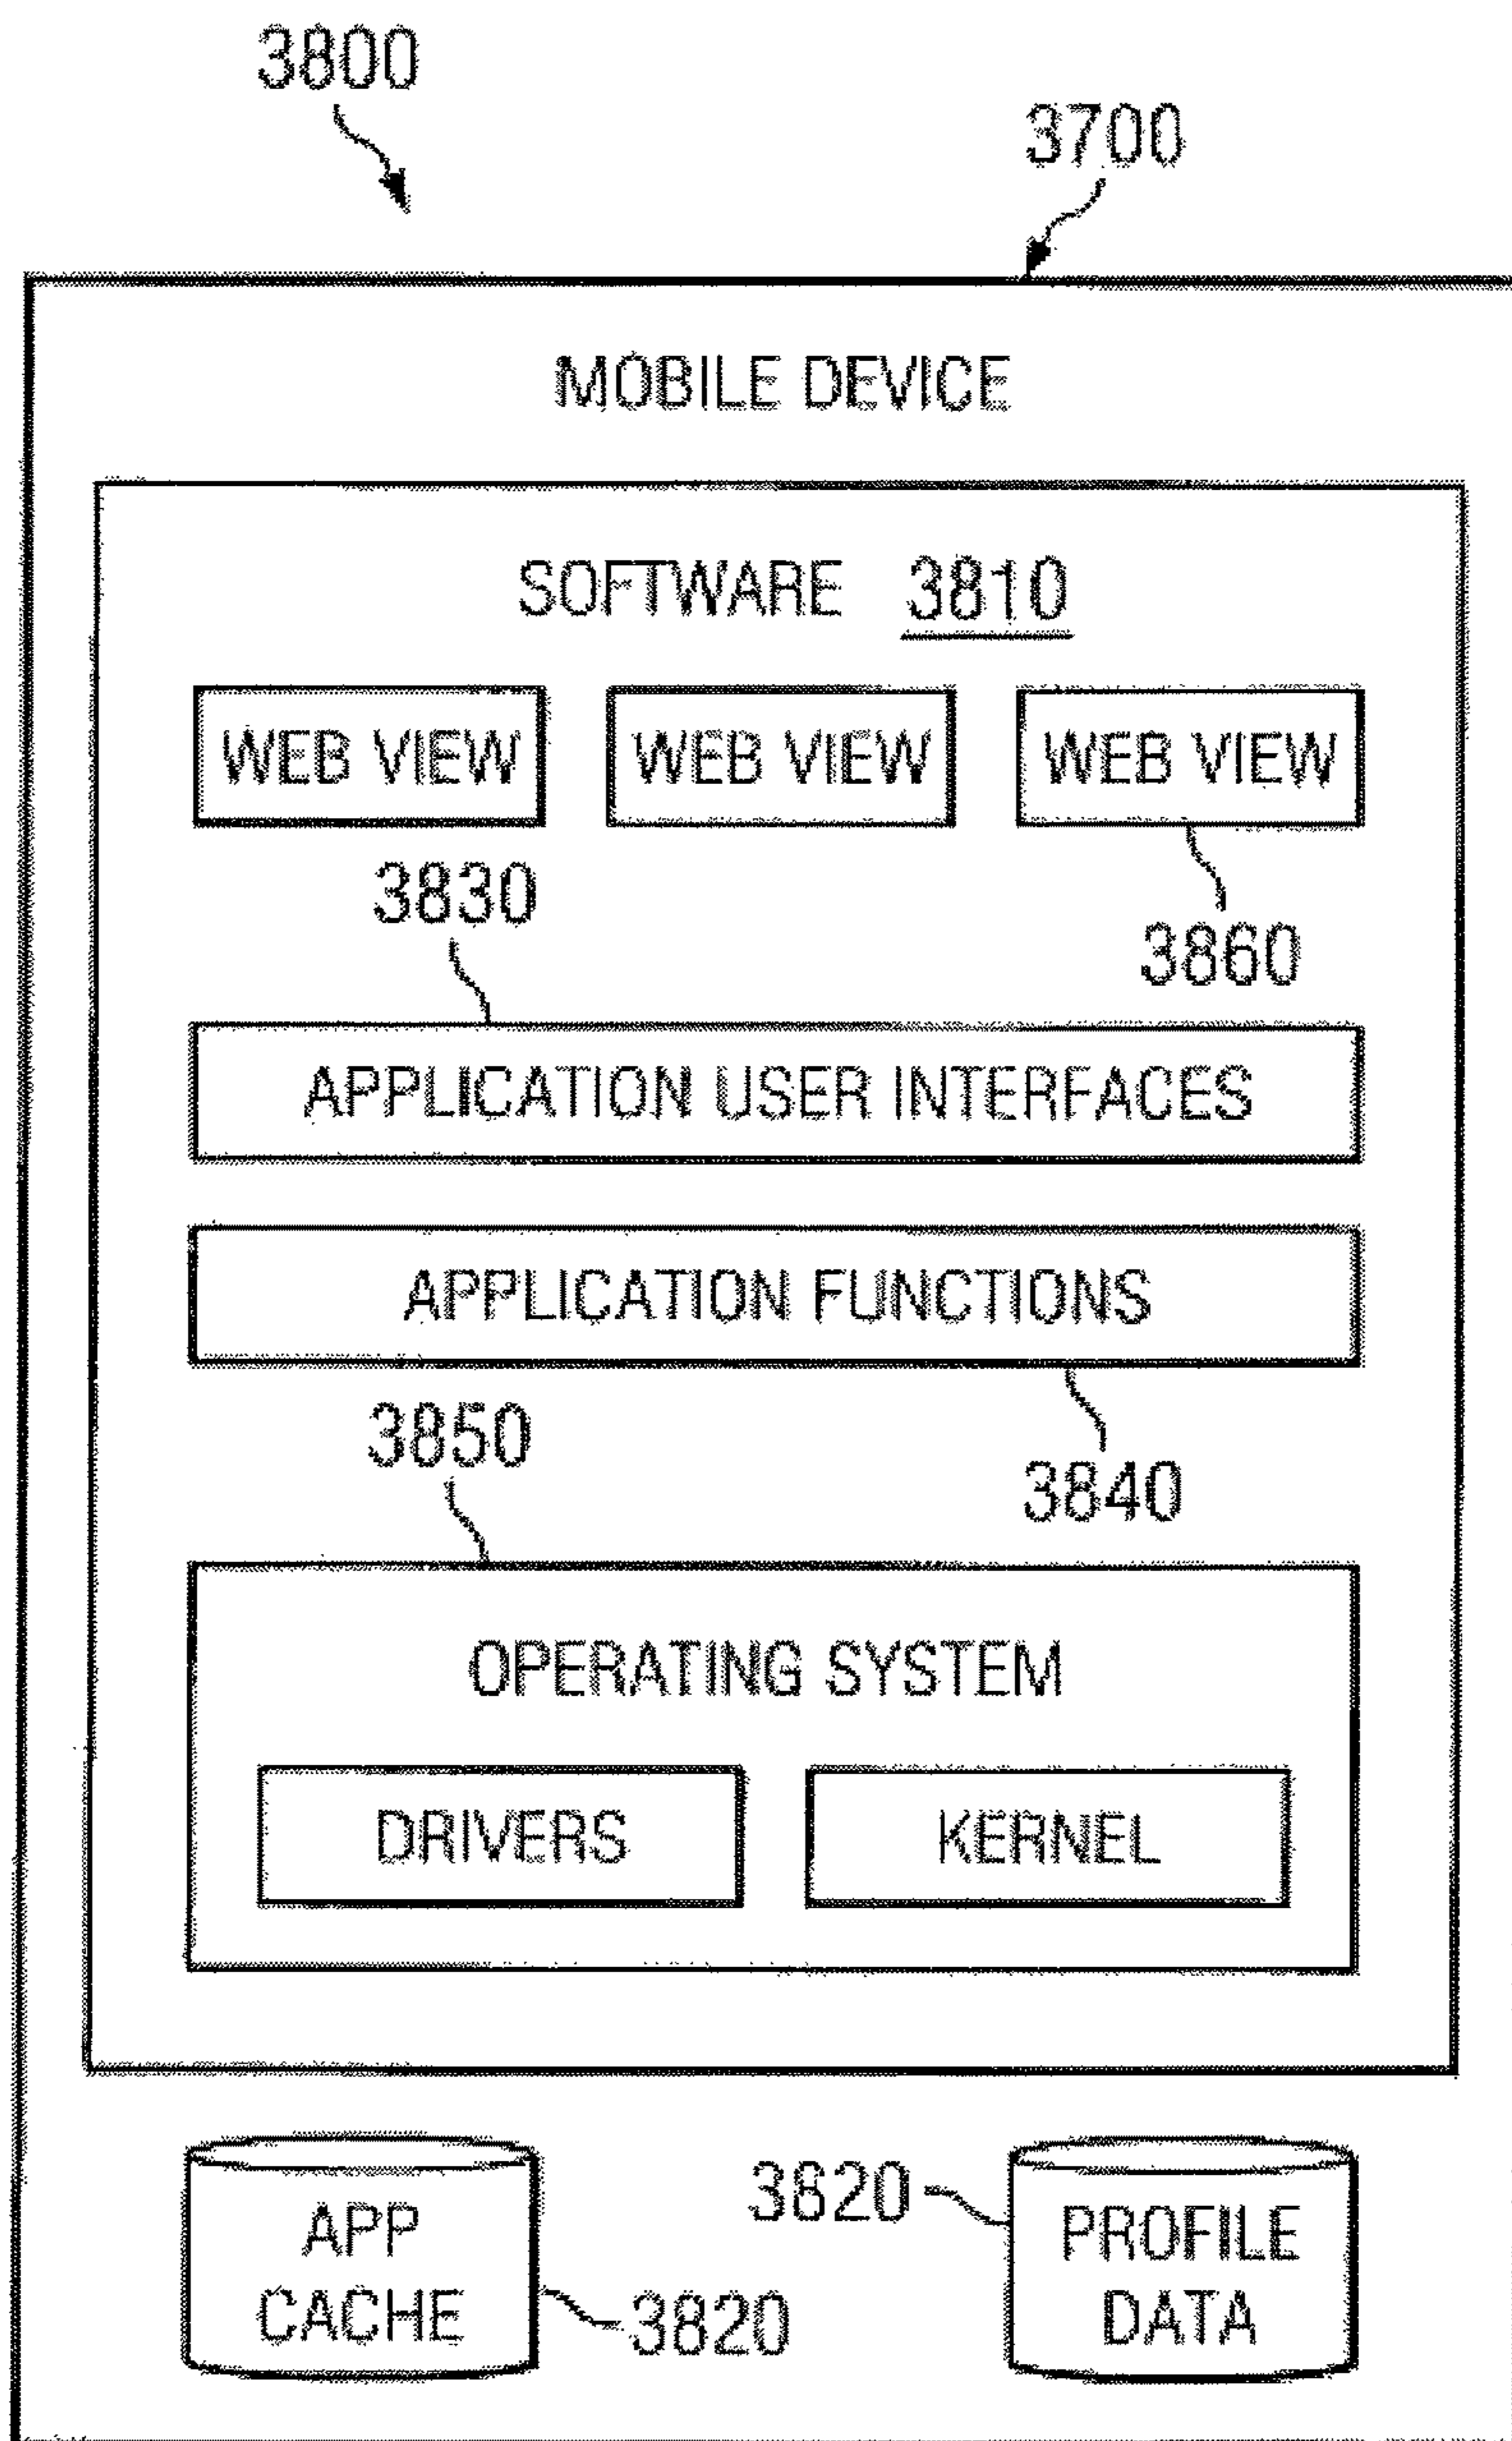 3800
3700
MOBILE DEVICE
SOFTWARE 3810
WEB VIEW WEB VIEW WEB VIEW
3830
3860
APPLICATION USER INTERFACES
APPLICATION FUNCTIONS
3850
3840
OPERATING SYSTEM
DRIVERS KERNEL
APP
CACHE
3820
3820
PROFILE
DATA